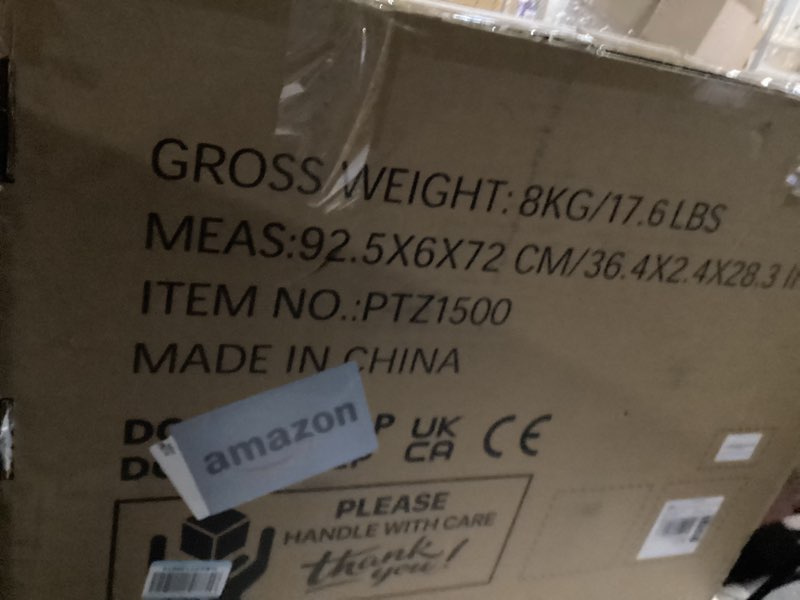 GROSS WEIGHT: 8KG/17.6 LBS
MEAS:92.5X6X72 CM/36.4X2.4X28.3
ITEM NO.:PTZ1500
MADE IN CHINA
amazon
UK
CA
CE
PLEASE
HANDLE WITH CARE
thank
you!